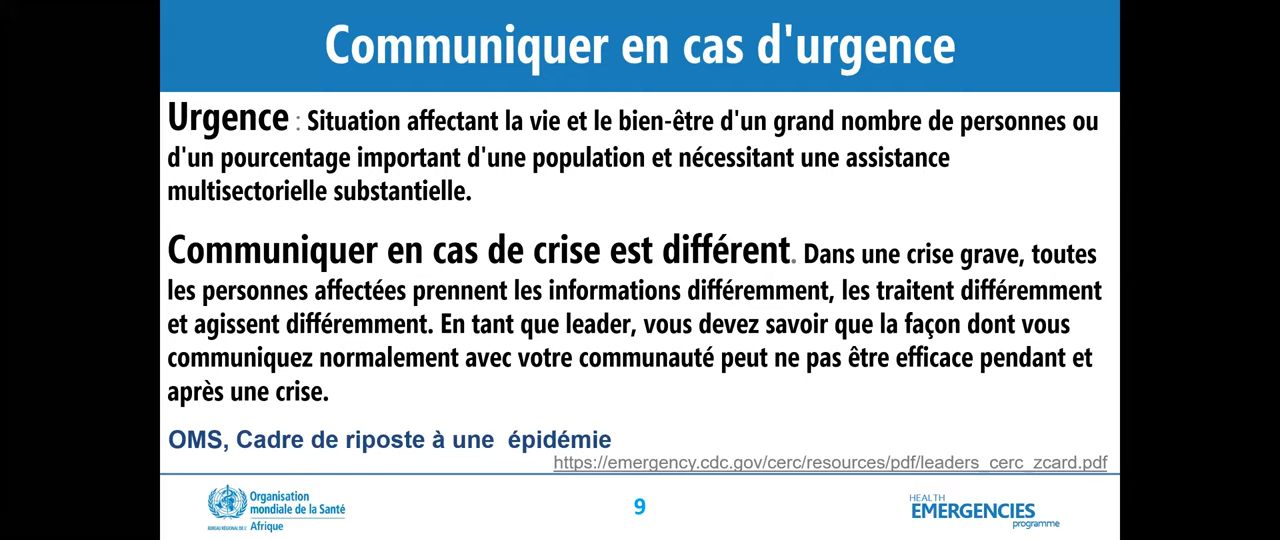 Communiquer en cas d'urgence
Urgence : Situation affectant la vie et le bien-être d'un grand nombre de personnes ou
d'un pourcentage important d'une population et nécessitant une assistance
multisectorielle substantielle.
Communiquer en cas de crise est différent. Dans une crise grave, toutes
les personnes affectées prennent les informations différemment, les traitent différemment
et agissent différemment. En tant que leader, vous devez savoir que la façon dont vous
communiquez normalement avec votre communauté peut ne pas être efficace pendant et
après une crise.
OMS, Cadre de riposte à une épidémie
https://emergency.cdc.gov/cerc/resources/pdf/leaders_cerc_zcard.pdf
Organisation
mondiale de la Santé
BUREAU RÉGIONAL DE L' Afrique
9
HEALTH
EMERGENCIES
programme